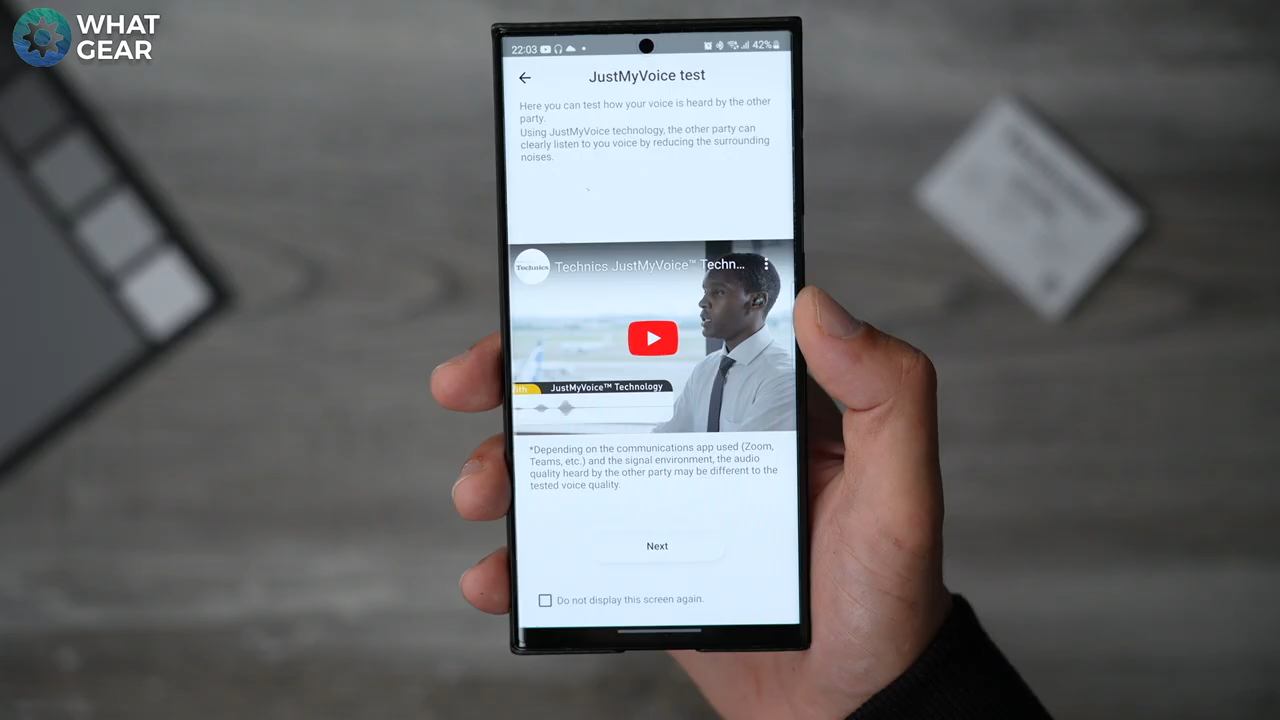 WHAT
GEAR
22:03
42%
JustMyVoice test
Here you can test how your voice is heard by the other
party.
Using JustMyVoice technology, the other party can
clearly listen to you voice by reducing the surrounding
noises.
Technics
Technics JustMyVoice™ Techn...
ith
JustMyVoice™ Technology
*Depending on the communications app used (Zoom,
Teams, etc.) and the signal environment, the audio
quality heard by the other party may be different to the
tested voice quality.
Next
Do not display this screen again.